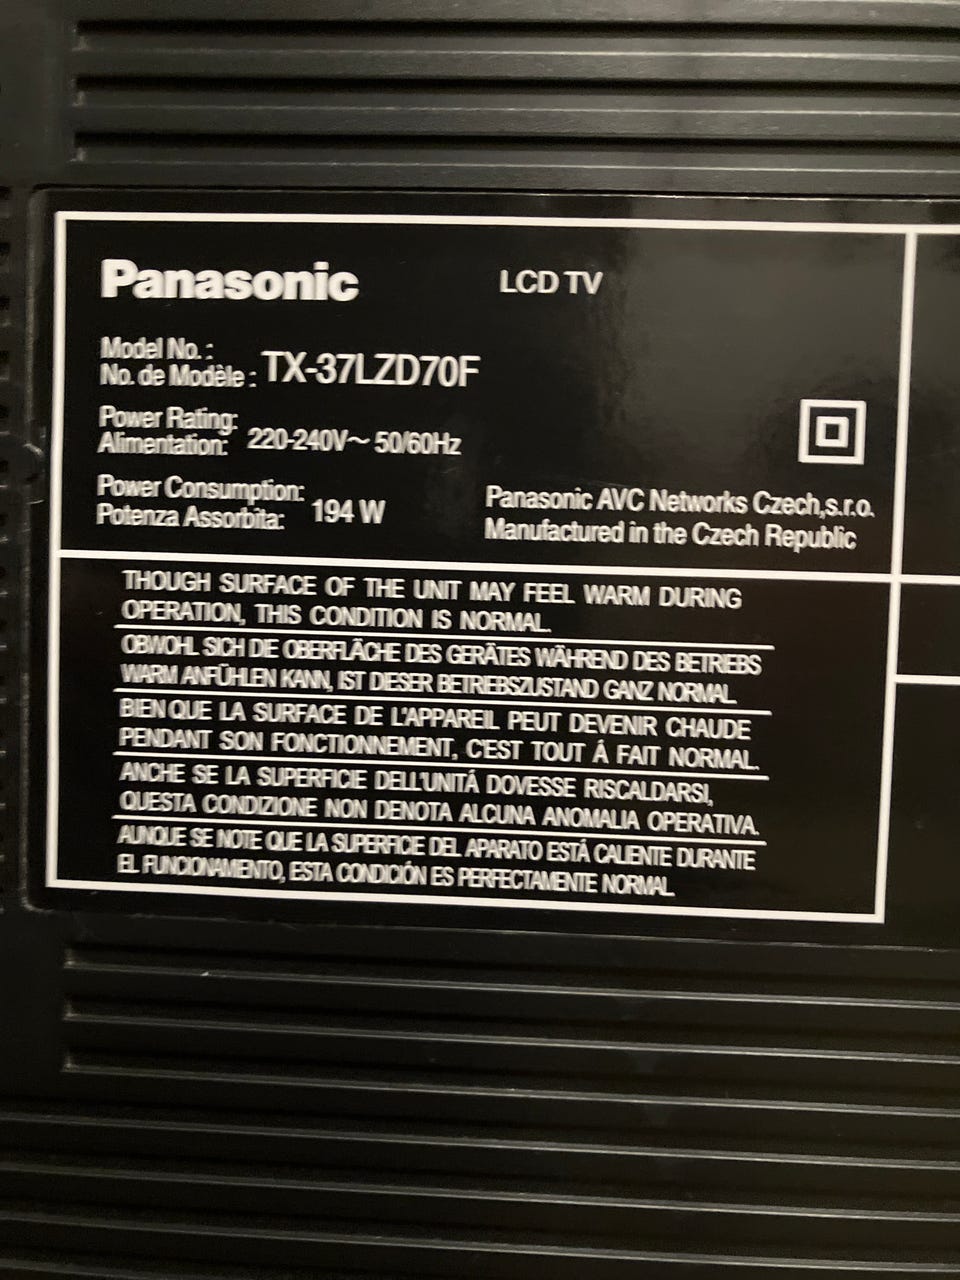 Panasonic
LCD TV
Model No. :
No. de Modèle : TX-37LZD70F
Power Rating:
Alimentation: 220-240V~ 50/60Hz
Power Consumption:
Potenza Assorbita: 194 W
Panasonic AVC Networks Czech,s.r.o.
Manufactured in the Czech Republic
THOUGH SURFACE OF THE UNIT MAY FEEL WARM DURING
OPERATION, THIS CONDITION IS NORMAL.
OBWOHL SICH DIE OBERFLÄCHE DES GERÄTES WÄHREND DES BETRIEBS
WARM ANFÜHLEN KANN, IST DIESER BETRIEBSZUSTAND GANZ NORMAL.
BIEN QUE LA SURFACE DE L'APPAREIL PEUT DEVENIR CHAUDE
PENDANT SON FONCTIONNEMENT, C'EST TOUT Á FAIT NORMAL.
ANCHE SE LA SUPERFICIE DELL'UNITÁ DOVESSE RISCALDARSI,
QUESTA CONDIZIONE NON DENOTA ALCUNA ANOMALIA OPERATIVA.
AUNQUE SE NOTE QUE LA SUPERFICIE DEL APARATO ESTÁ CALIENTE DURANTE
EL FUNCIONAMIENTO, ESTA CONDICIÓN ES PERFECTAMENTE NORMAL.